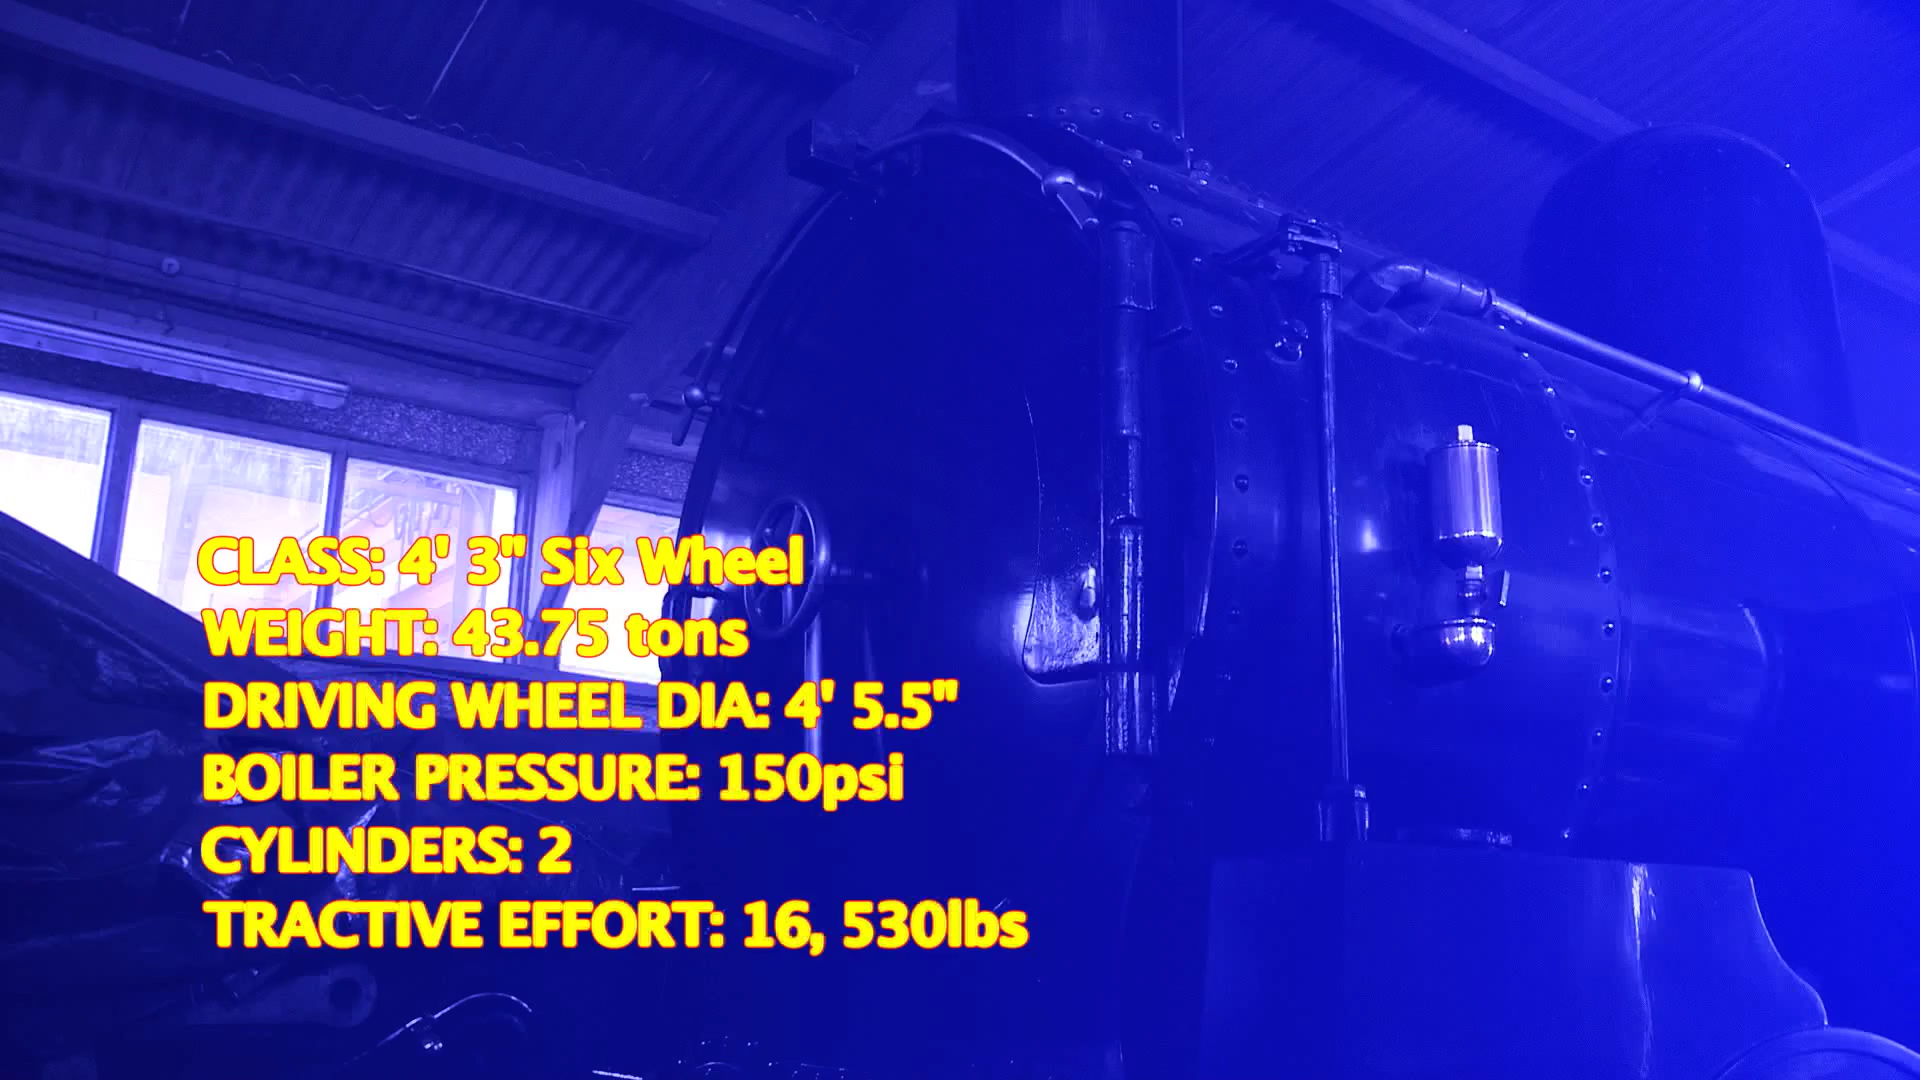 CLASS: 4' 3" Six Wheel
WEIGHT: 43.75 tons
DRIVING WHEEL DIA: 4' 5.5"
BOILER PRESSURE: 150psi
CYLINDERS: 2
TRACTIVE EFFORT: 16, 530lbs